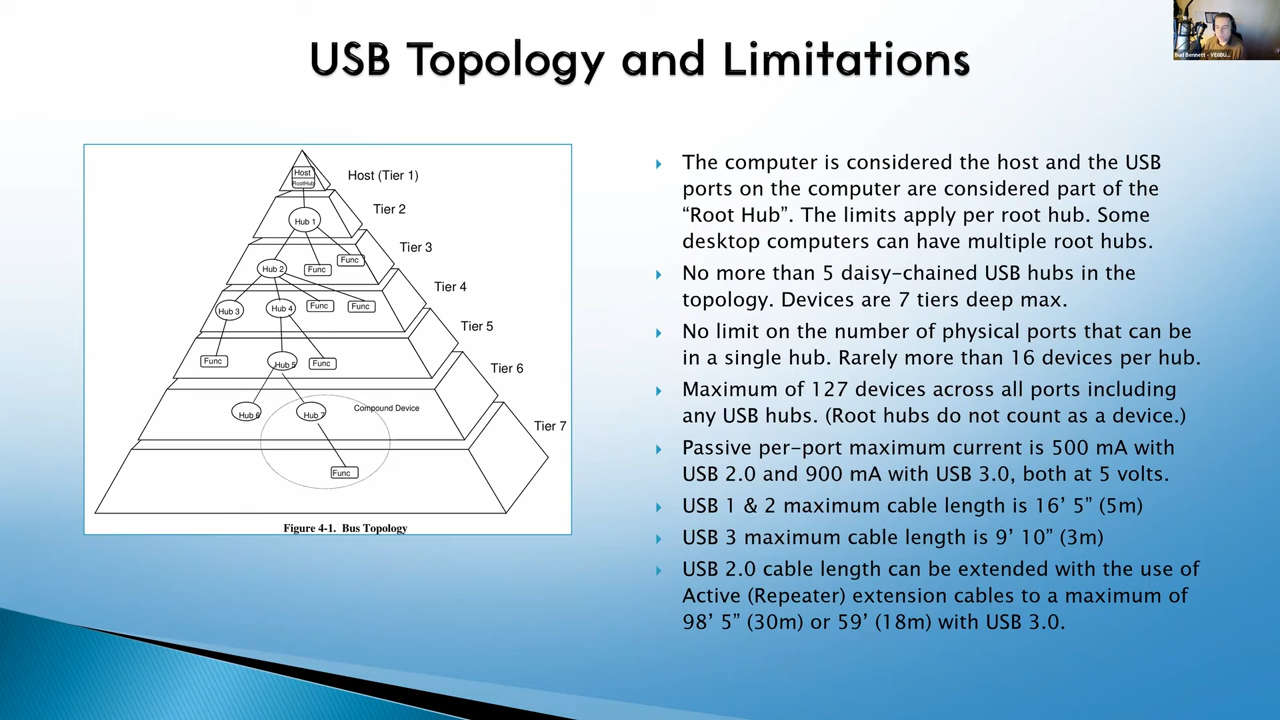 USB Topology and Limitations
Host
RootHub
Host (Tier 1)
Tier 2
Hub 1
Tier 3
Func
Hub 2
Func
Tier 4
Hub 3
Hub 4
Func
Func
Tier 5
Func
Hub 5
Func
Tier 6
Hub 6
Hub 7
Compound Device
Tier 7
Func
Figure 4-1. Bus Topology
The computer is considered the host and the USB
ports on the computer are considered part of the
“Root Hub”. The limits apply per root hub. Some
desktop computers can have multiple root hubs.
No more than 5 daisy-chained USB hubs in the
topology. Devices are 7 tiers deep max.
No limit on the number of physical ports that can be
in a single hub. Rarely more than 16 devices per hub.
Maximum of 127 devices across all ports including
any USB hubs. (Root hubs do not count as a device.)
Passive per-port maximum current is 500 mA with
USB 2.0 and 900 mA with USB 3.0, both at 5 volts.
USB 1 & 2 maximum cable length is 16’ 5” (5m)
USB 3 maximum cable length is 9’ 10” (3m)
USB 2.0 cable length can be extended with the use of
Active (Repeater) extension cables to a maximum of
98’ 5” (30m) or 59’ (18m) with USB 3.0.
Bud Bennett -